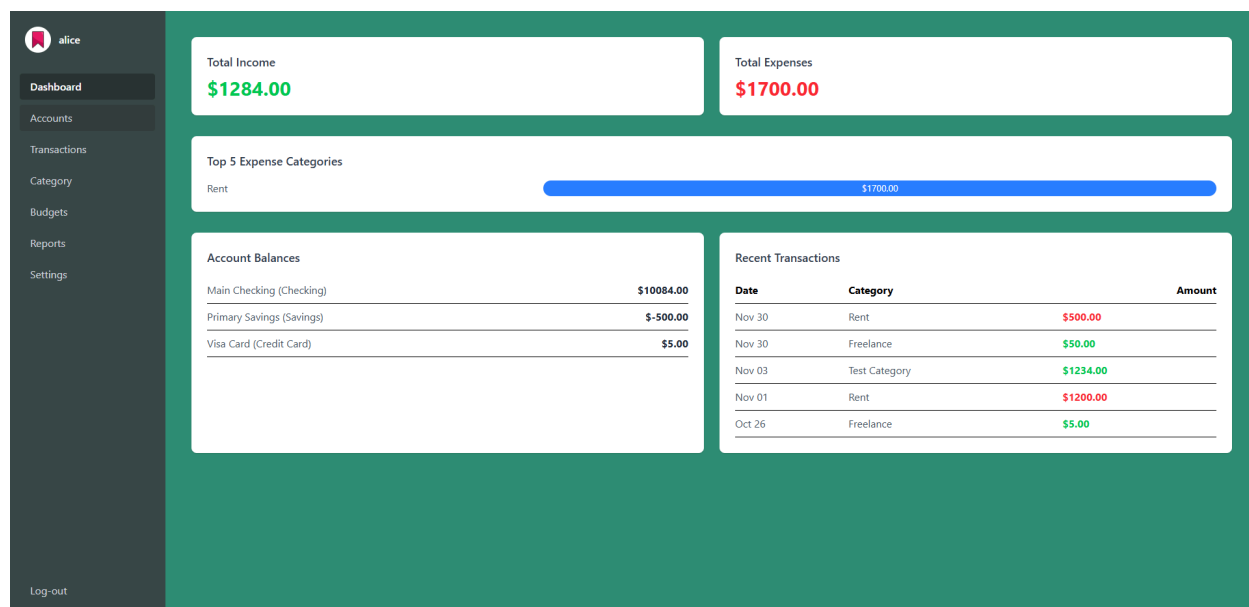 alice
Dashboard
Accounts
Transactions
Category
Budgets
Reports
Settings
Log-out
Total Income
$1284.00
Total Expenses
$1700.00
Top 5 Expense Categories
Rent $1700.00
Account Balances
Main Checking (Checking) $10084.00
Primary Savings (Savings) $-500.00
Visa Card (Credit Card) $5.00
Recent Transactions
Date Category Amount
Nov 30 Rent $500.00
Nov 30 Freelance $50.00
Nov 03 Test Category $1234.00
Nov 01 Rent $1200.00
Oct 26 Freelance $5.00